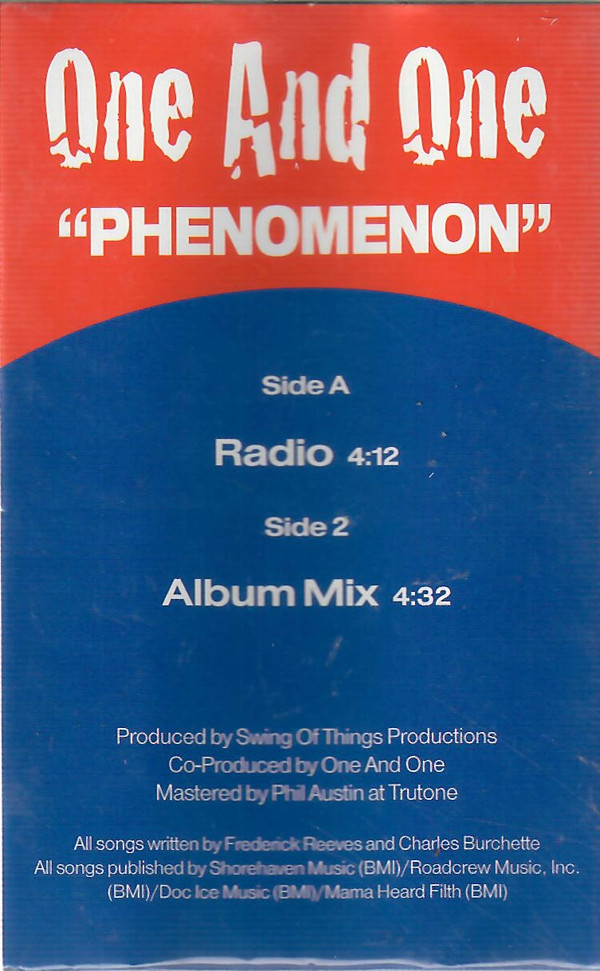 One And One
“PHENOMENON”
Side A
Radio 4:12
Side 2
Album Mix 4:32
Produced by Swing Of Things Productions
Co-Produced by One And One
Mastered by Phil Austin at Trutone
All songs written by Frederick Reeves and Charles Burchette
All songs published by Shorehaven Music (BMI)/Roadcrew Music, Inc.
(BMI)/Doc Ice Music (BMI)/Mama Heard Filth (BMI)